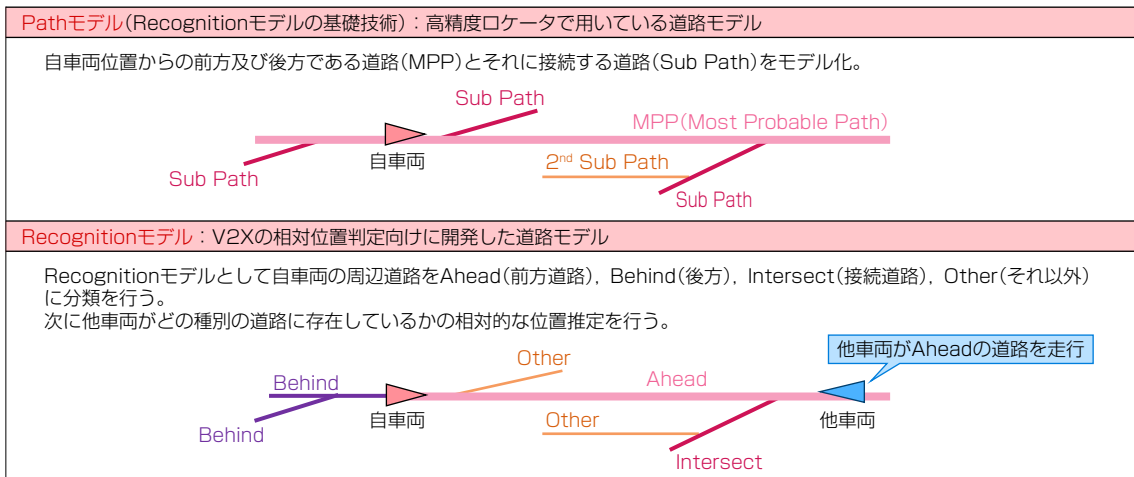 Pathモデル(Recognitionモデルの基礎技術)：高精度ロケータで用いている道路モデル
自車両位置からの前方及び後方である道路(MPP)とそれに接続する道路(Sub Path)をモデル化。
Sub Path
MPP(Most Probable Path)
自車両
2nd Sub Path
Sub Path
Sub Path
Recognitionモデル：V2Xの相対位置判定向けに開発した道路モデル
Recognitionモデルとして自車両の周辺道路をAhead(前方道路)，Behind(後方)，Intersect(接続道路)，Other(それ以外)
に分類を行う。
次に他車両がどの種別の道路に存在しているかの相対的な位置推定を行う。
他車両がAheadの道路を走行
Other
Behind
Ahead
自車両
Other
他車両
Behind
Intersect